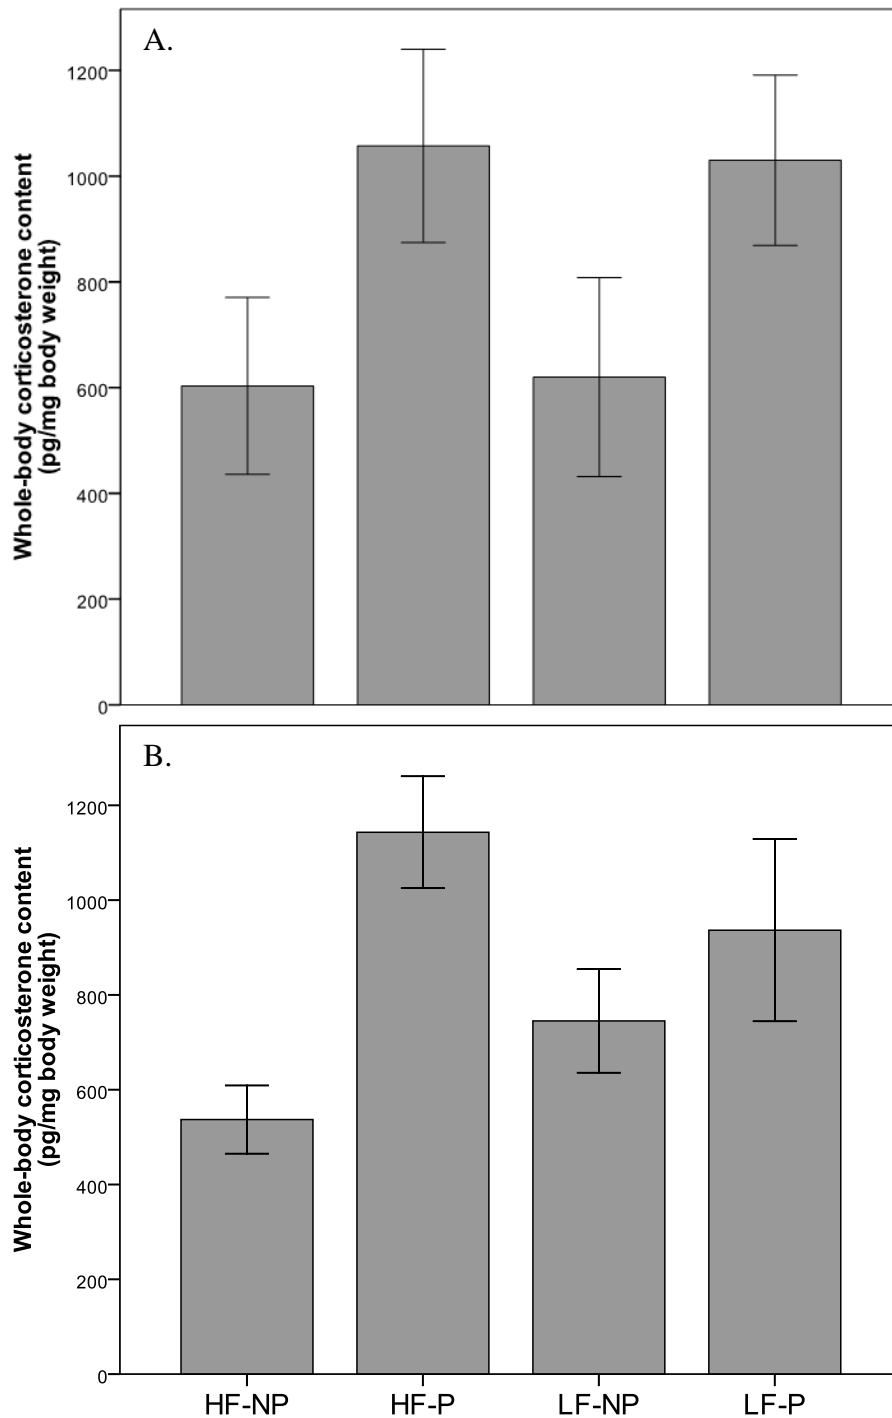 A.
Whole-body corticosterone content
(pg/mg body weight)
1200
1000
800
600
400
200
0
B.
Whole-body corticosterone content
(pg/mg body weight)
1200
1000
800
600
400
200
0
HF-NP HF-P LF-NP LF-P